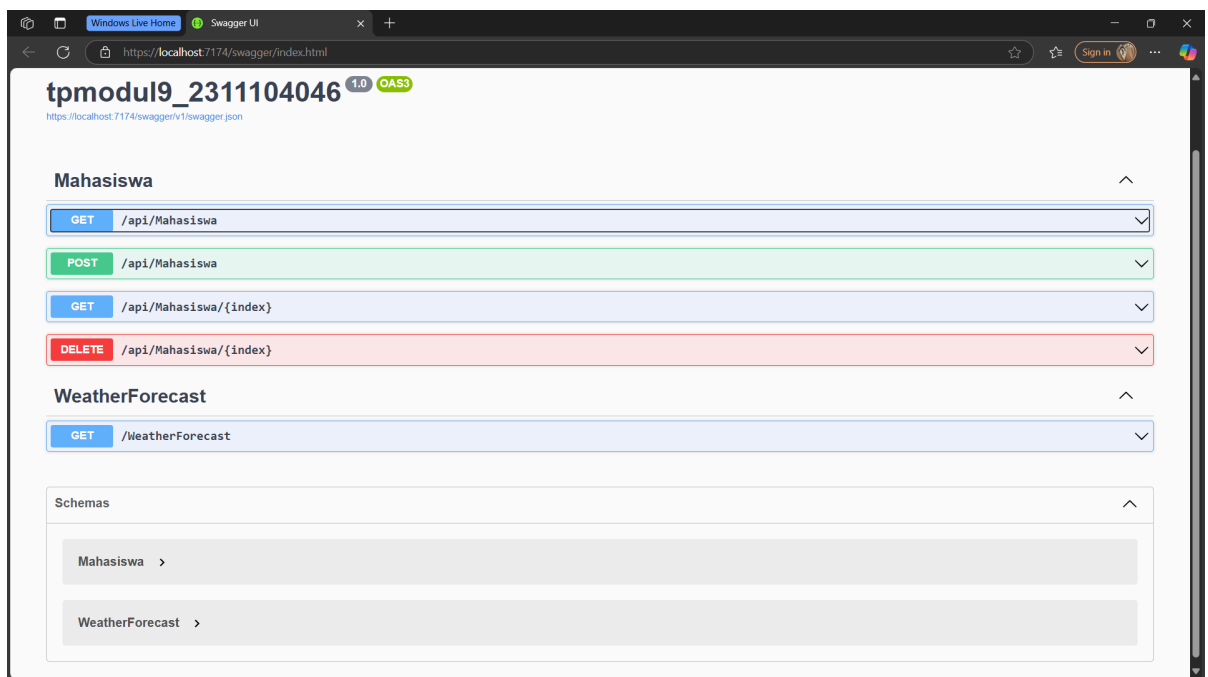 Windows Live Home Swagger UI
https://localhost:7174/swagger/index.html Sign in
tpmodul9_2311104046 1.0 OAS3
https://localhost:7174/swagger/v1/swagger.json
Mahasiswa
GET /api/Mahasiswa
POST /api/Mahasiswa
GET /api/Mahasiswa/{index}
DELETE /api/Mahasiswa/{index}
WeatherForecast
GET /WeatherForecast
Schemas
Mahasiswa
WeatherForecast